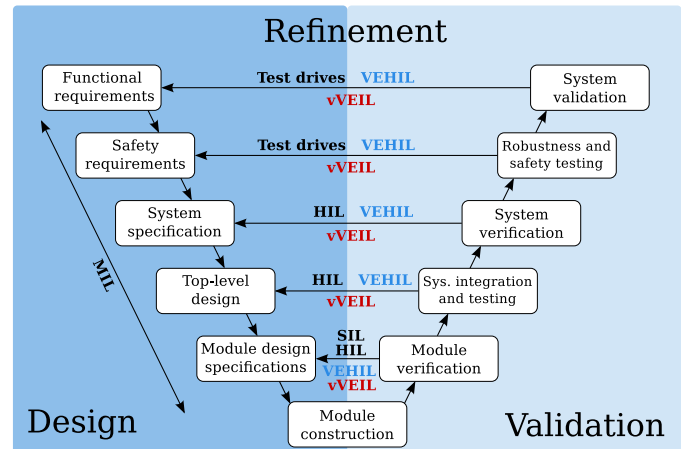 Refinement
Functional
requirements
Test drives VEHIL
vVEIL
System
validation
Safety
requirements
Test drives VEHIL
vVEIL
Robustness and
safety testing
System
specification
HIL VEHIL
vVEIL
System
verification
MIL
Top-level
design
HIL VEHIL
vVEIL
Sys. integration
and testing
Module design
specifications
SIL
HIL
VEHIL
vVEIL
Module
verification
Module
construction
Design
Validation